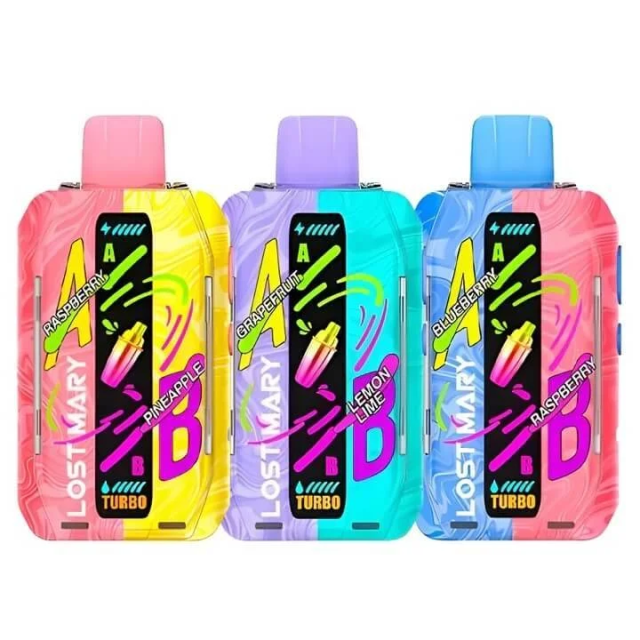 A
RASPBERRY
A
LOST MARY
PINEAPPLE
B
B
TURBO
A
GRAPEFRUIT
A
LOST MARY
LEMON
LIME
B
B
TURBO
A
BLUEBERRY
A
LOST MARY
RASPBERRY
B
B
TURBO